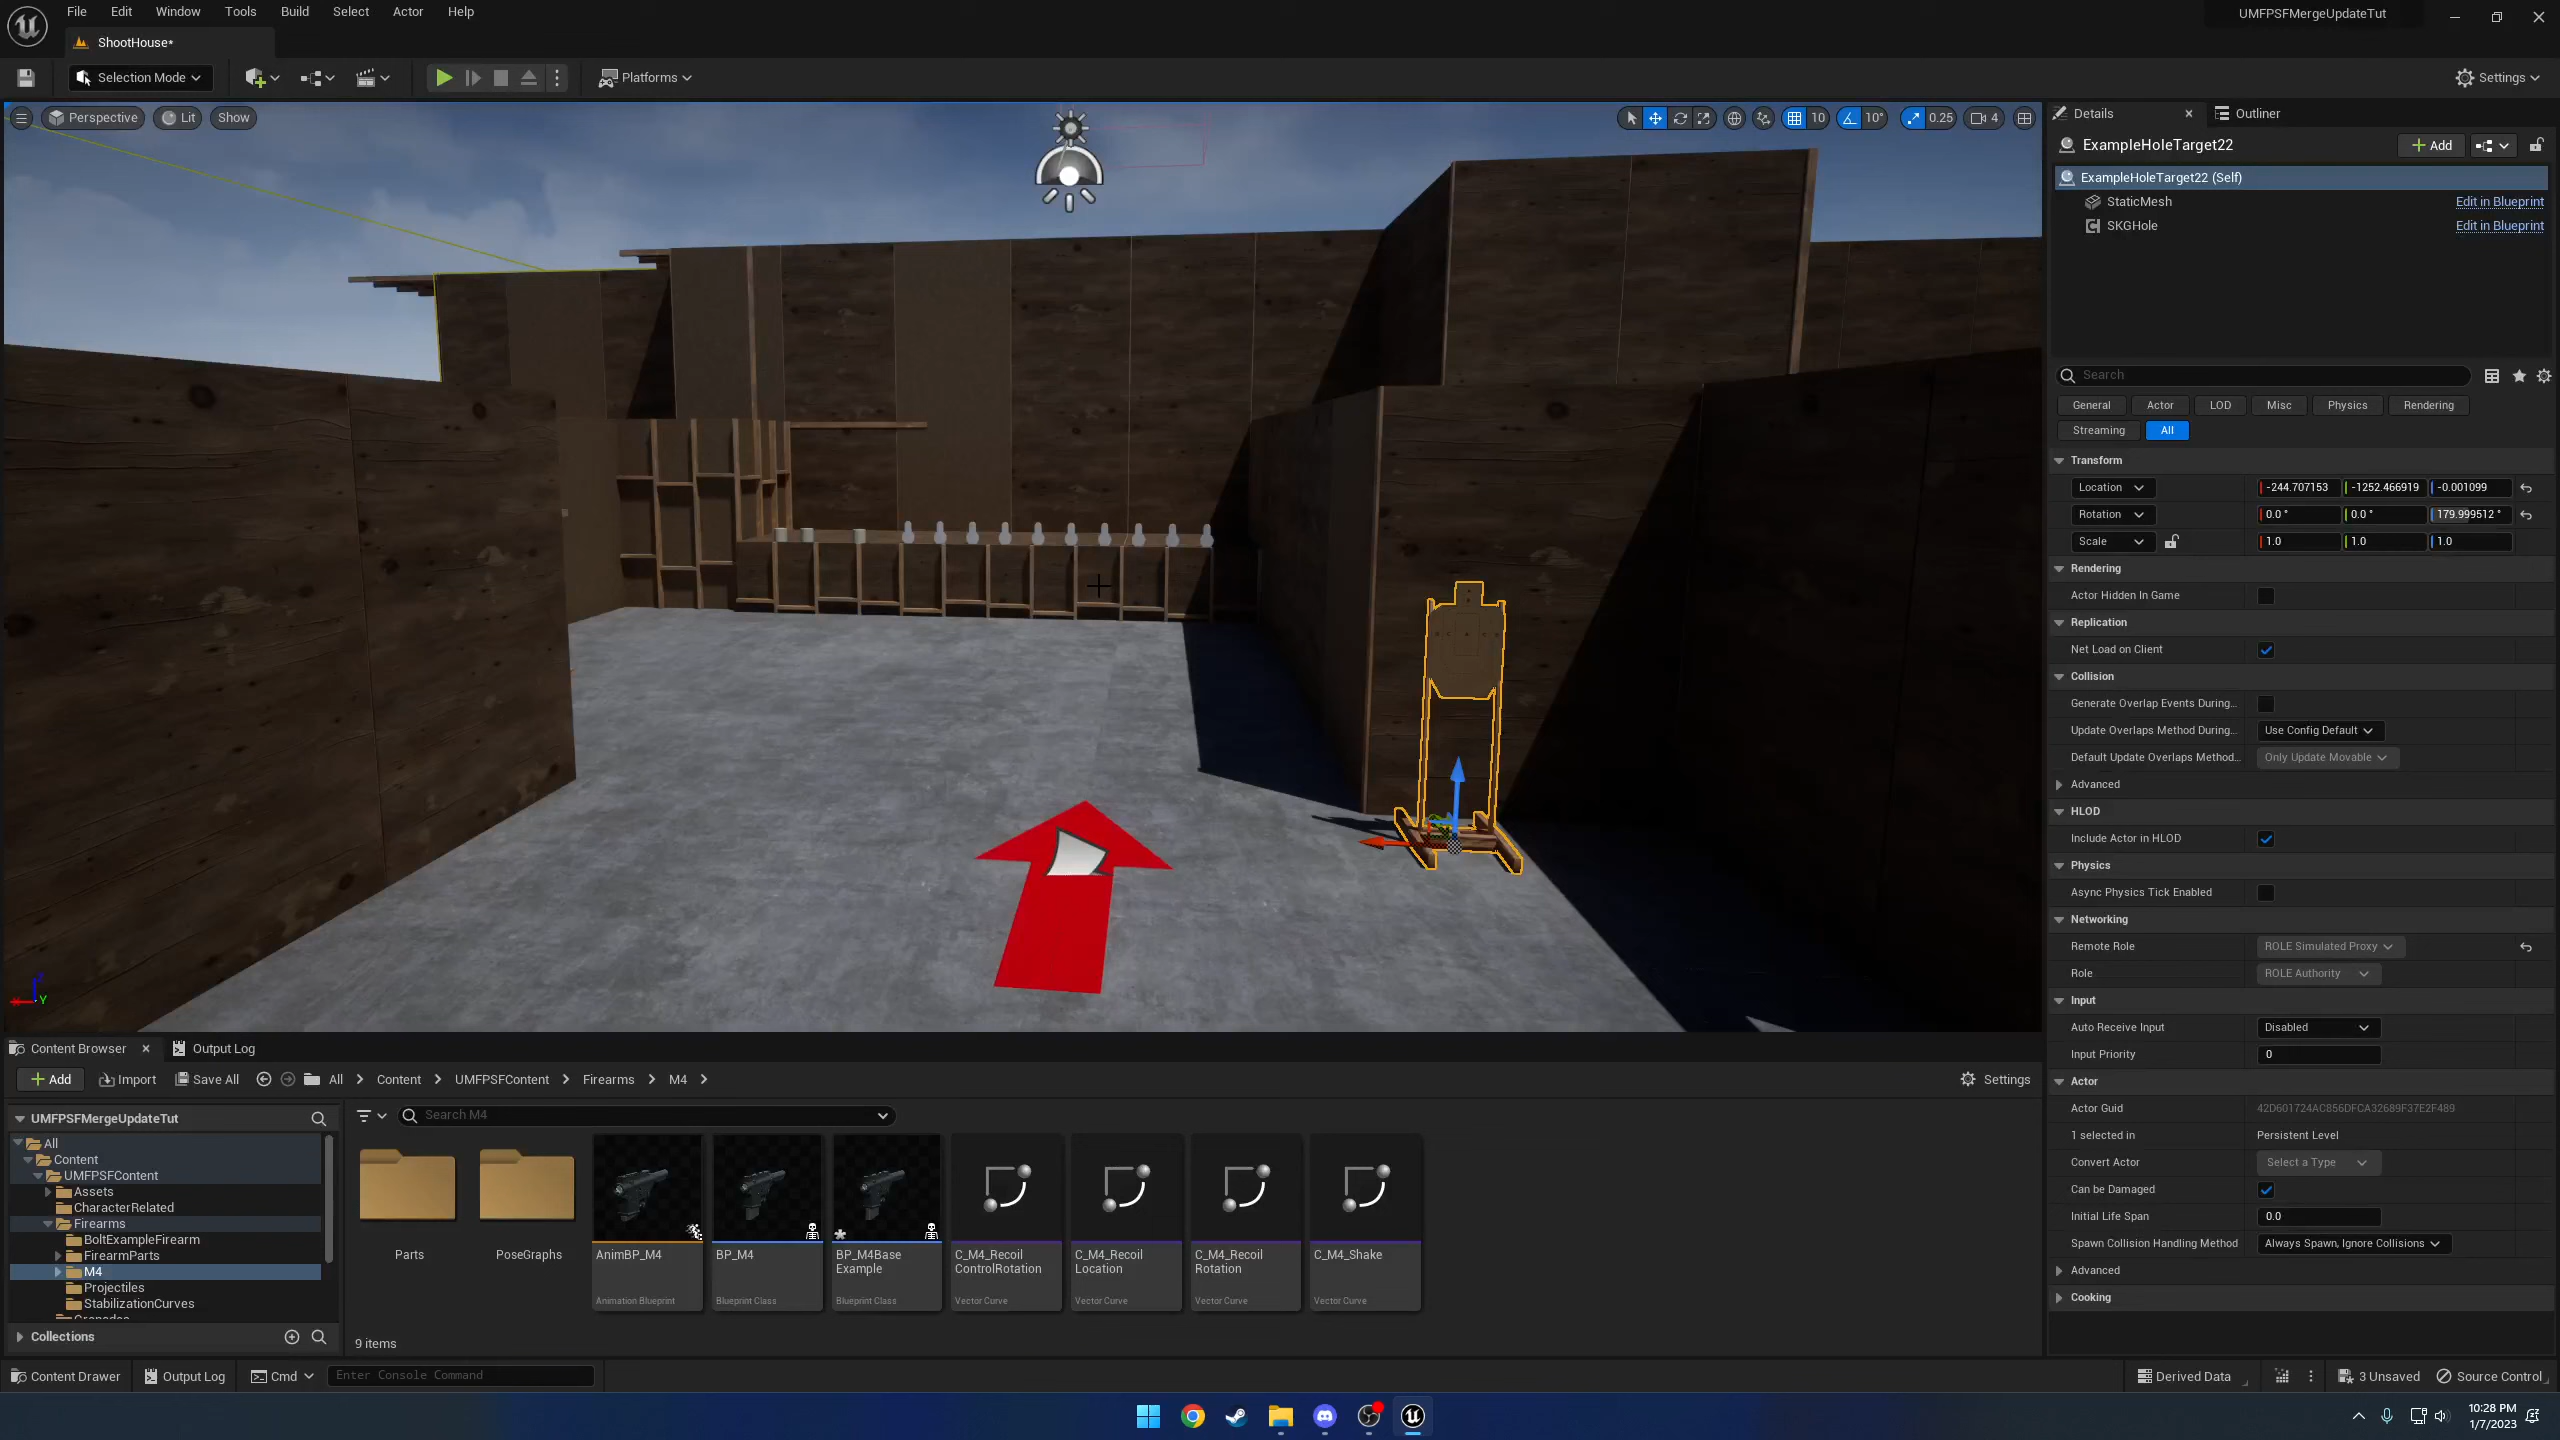 File Edit Window Tools Build Select Actor Help
UMFPSFMergeUpdateTut
ShootHouse*
Selection Mode
Platforms
Settings
Perspective Lit Show
10 10° 0.25 4
Details
Outliner
ExampleHoleTarget22
Add
ExampleHoleTarget22 (Self)
StaticMesh Edit in Blueprint
SKGHole Edit in Blueprint
Search
General Actor LOD Misc Physics Rendering
Streaming All
Transform
Location -244.707153 -1252.466919 -0.001099
Rotation 0.0 ° 0.0 ° 179.999512 °
Scale 1.0 1.0 1.0
Rendering
Actor Hidden In Game
Replication
Net Load on Client
Collision
Generate Overlap Events During...
Update Overlaps Method During... Use Config Default
Default Update Overlaps Method... Only Update Movable
Advanced
HLOD
Include Actor in HLOD
Physics
Async Physics Tick Enabled
Networking
Remote Role ROLE Simulated Proxy
Role ROLE Authority
Input
Auto Receive Input Disabled
Input Priority 0
Actor
Actor Guid 42D601724AC856DFCA32689F37E2F489
1 selected in Persistent Level
Convert Actor Select a Type
Can be Damaged
Initial Life Span 0.0
Spawn Collision Handling Method Always Spawn, Ignore Collisions
Advanced
Cooking
X Z Y
Content Browser
Output Log
Add Import Save All All Content UMFPSFContent Firearms M4
Settings
UMFPSFMergeUpdateTut
Search M4
All
Content
UMFPSFContent
Assets
CharacterRelated
Firearms
BoltExampleFirearm
FirearmParts
M4
Projectiles
StabilizationCurves
Grenades
Collections
Parts
PoseGraphs
AnimBP_M4
Animation Blueprint
BP_M4
Blueprint Class
BP_M4Base
Example
Blueprint Class
C_M4_Recoil
ControlRotation
Vector Curve
C_M4_Recoil
Location
Vector Curve
C_M4_Recoil
Rotation
Vector Curve
C_M4_Shake
Vector Curve
9 items
Content Drawer Output Log Cmd Enter Console Command
Derived Data 3 Unsaved Source Control
10:28 PM
1/7/2023